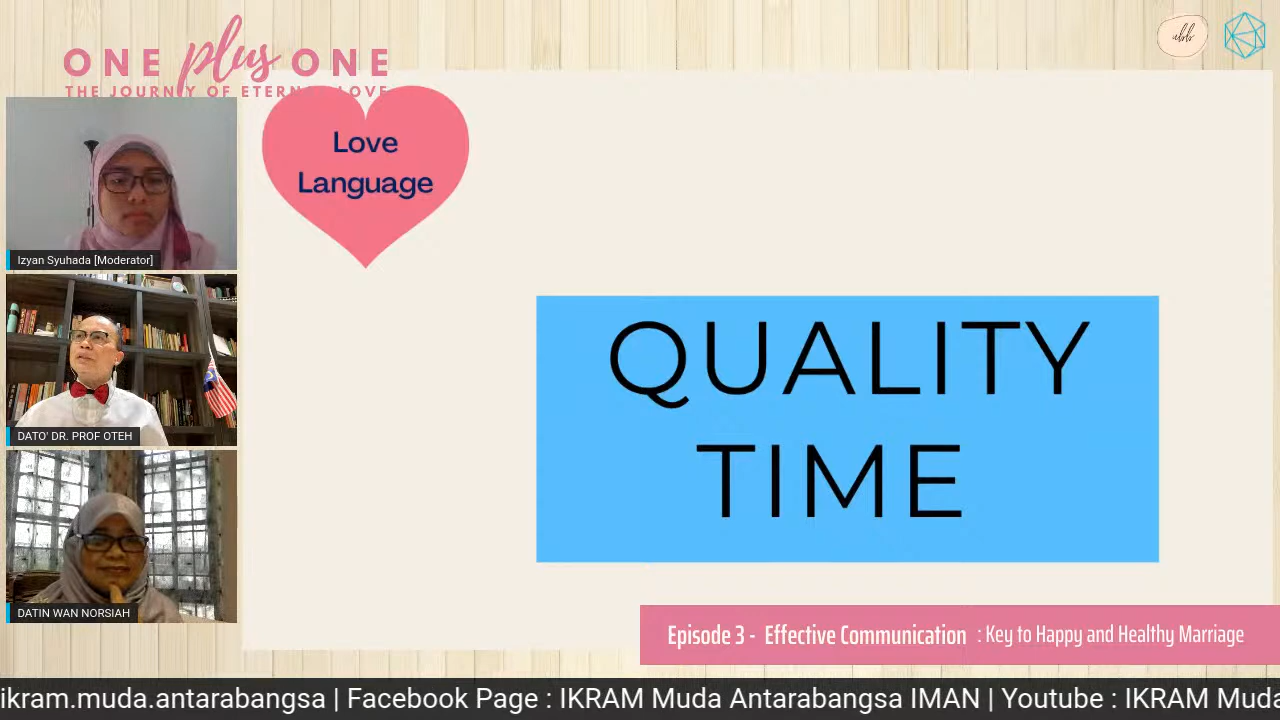 ONE plus ONE
THE JOURNEY OF ETERNAL LOVE
abb
Love
Language
Izyan Syuhada [Moderator]
DATO' DR. PROF OTEH
DATIN WAN NORSIAH
QUALITY
TIME
Episode 3 - Effective Communication : Key to Happy and Healthy Marriage
ikram.muda.antarabangsa | Facebook Page : IKRAM Muda Antarabangsa IMAN | Youtube : IKRAM Muda